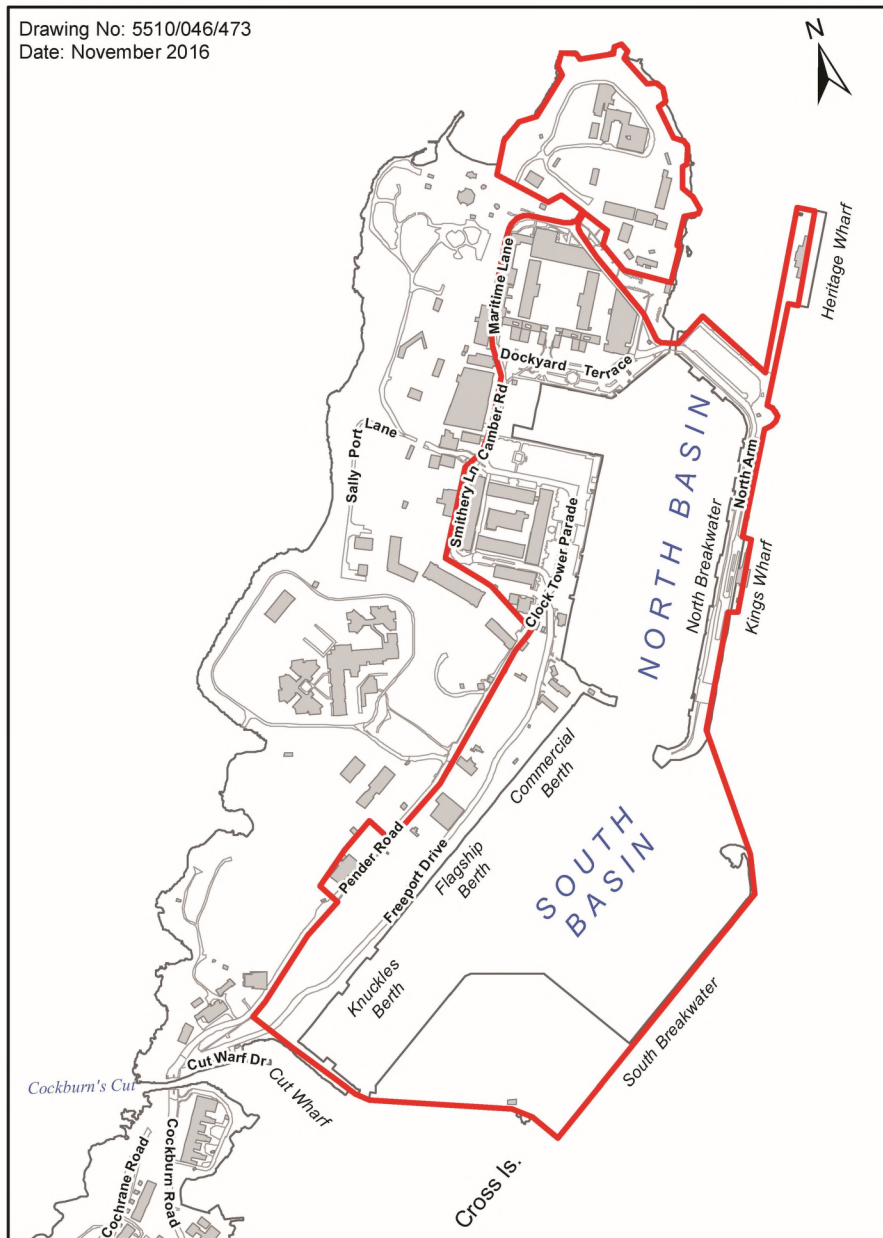 Drawing No: 5510/046/473
Date: November 2016
N
Heritage Wharf
Maritime Lane
Dockyard Terrace
Camber Rd
Sally Port Lane
Smithery Ln
Clock Tower Parade
NORTH BASIN
North Arm
North Breakwater
Kings Wharf
Commercial
Berth
SOUTH
BASIN
Flagship
Berth
Pender Road
Freeport Drive
Knuckles
Berth
South Breakwater
Cut Warf Dr
Cut Wharf
Cockburn's Cut
Cochrane Road
Cockburn Road
Cross Is.